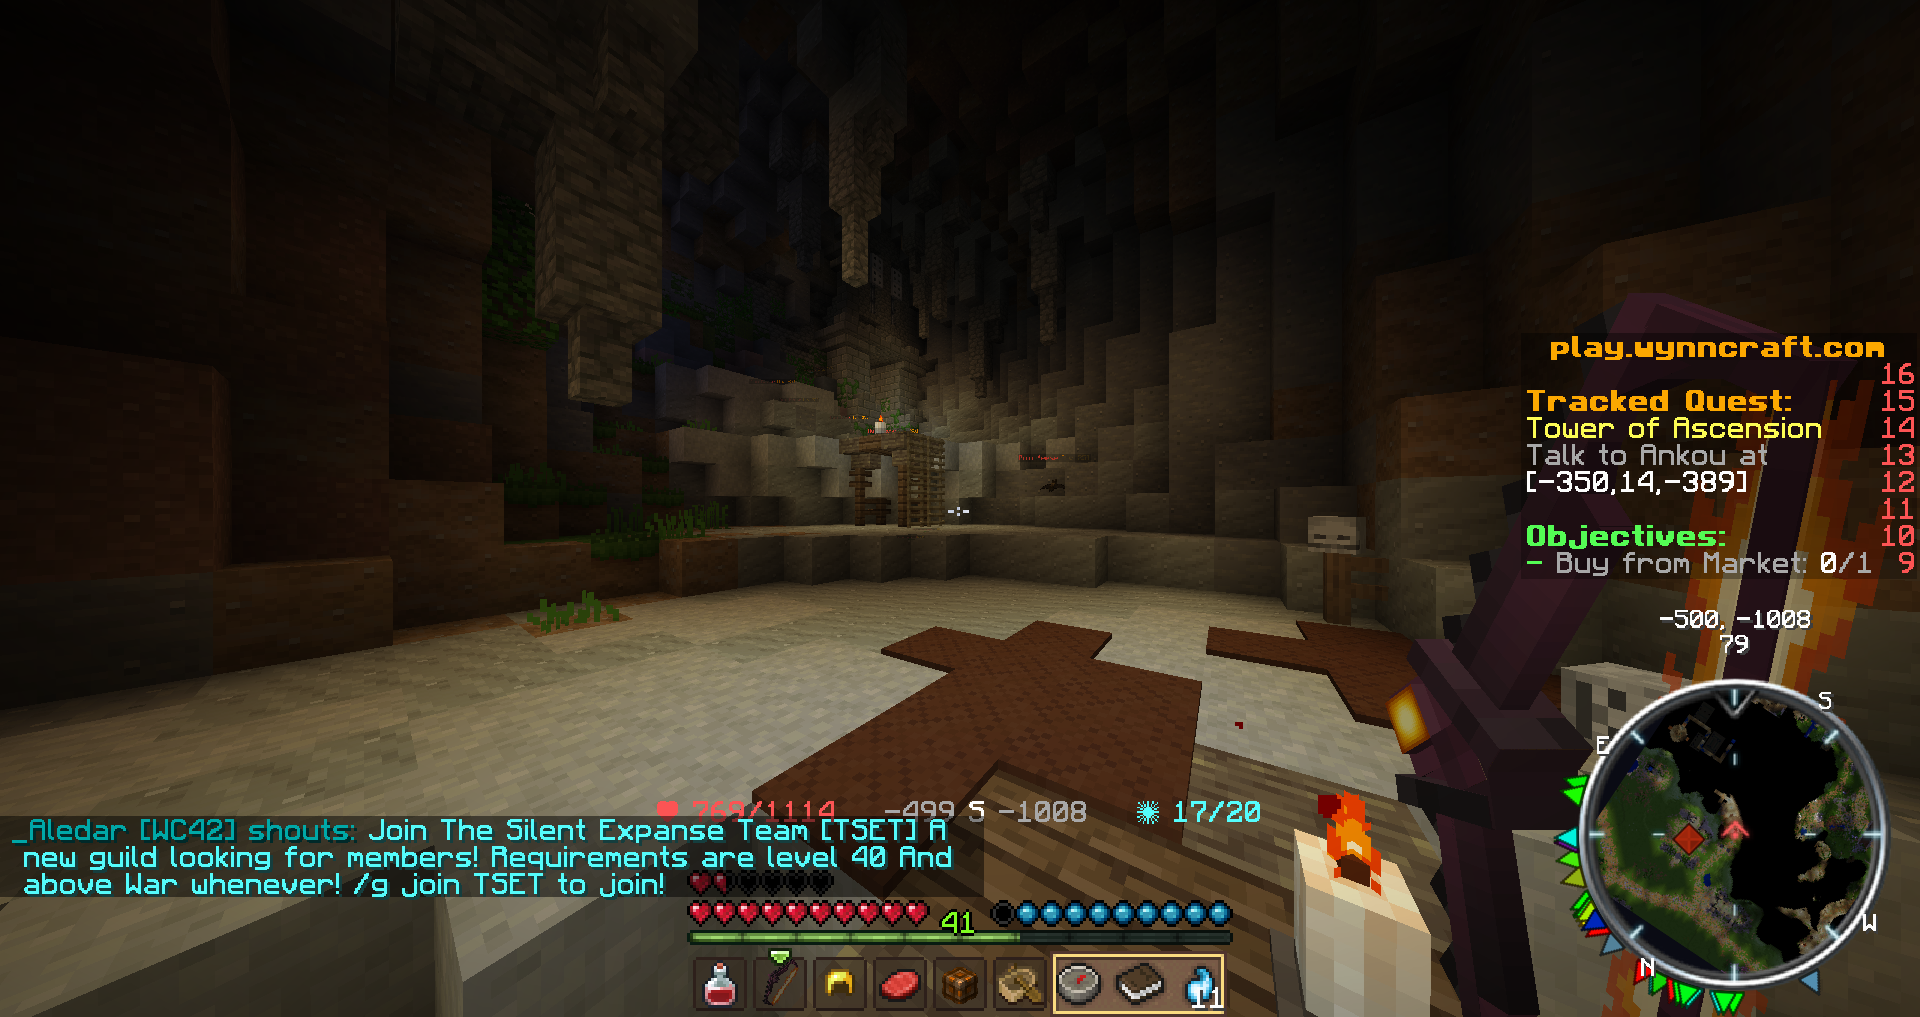 play.wynncraft.com
16
Tracked Quest: 15
Tower of Ascension 14
Talk to Ankou at 13
[-350,14,-389] 12
11
Objectives: 10
- Buy from Market: 0/1 9
-500, -1008
79
S
E
W
N
769/1114 -499 S -1008 17/20
_Aledar [WC42] shouts: Join The Silent Expanse Team [TSET] A
new guild looking for members! Requirements are level 40 And
above War whenever! /g join TSET to join!
41
11